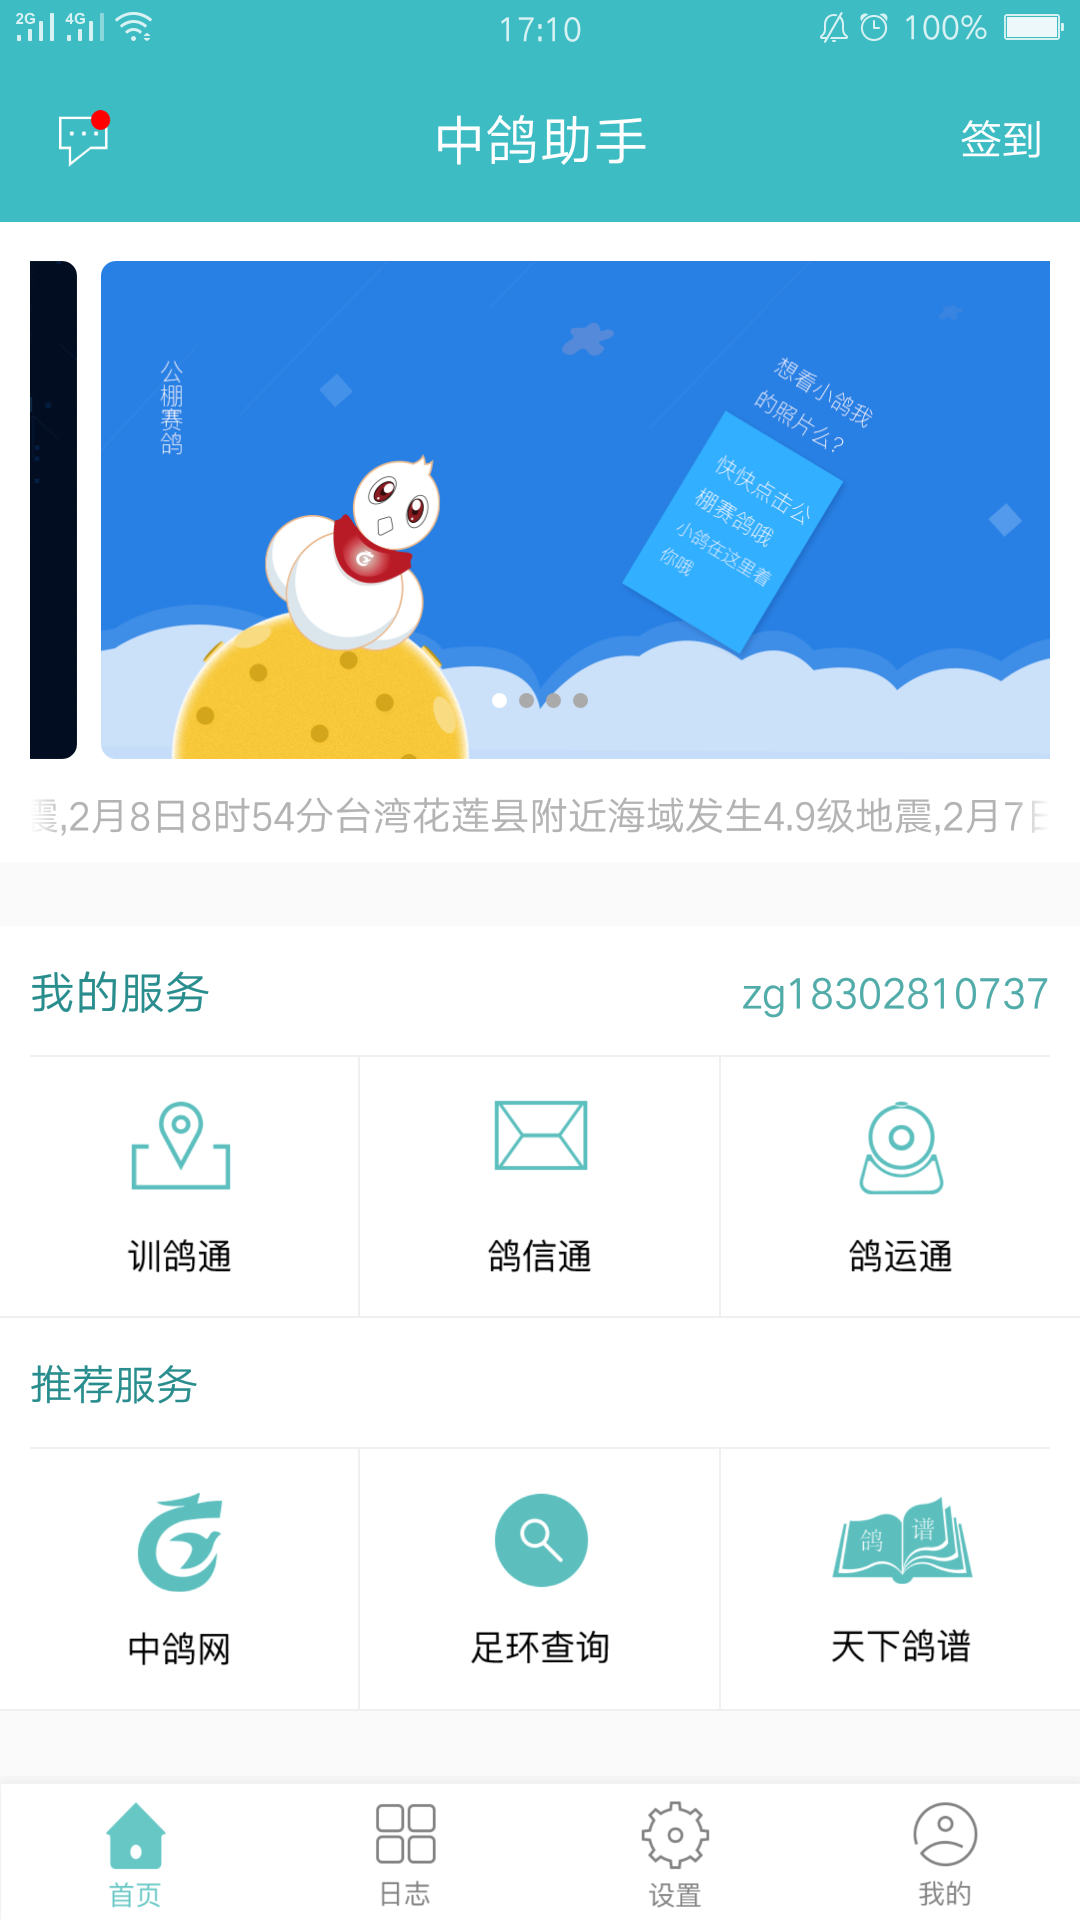 2G 4G 17:10 100%
中鸽助手 签到
公棚赛鸽
想看小鸽我
的照片么?
快快点击公
棚赛鸽哦
小鸽在这里着
你哦
震,2月8日8时54分台湾花莲县附近海域发生4.9级地震,2月7日
我的服务 zg18302810737
训鸽通 鸽信通 鸽运通
推荐服务
鸽 谱
中鸽网 足环查询 天下鸽谱
首页 日志 设置 我的